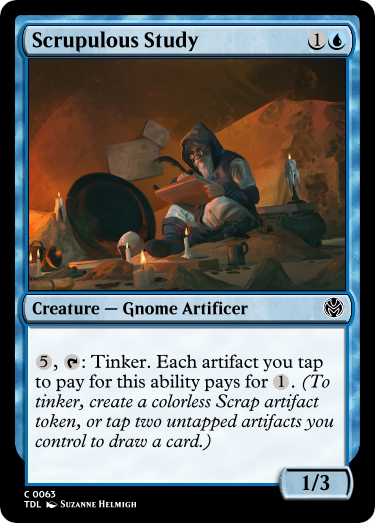 Scrupulous Study 1
Creature — Gnome Artificer
5, : Tinker. Each artifact you tap
to pay for this ability pays for 1. (To
tinker, create a colorless Scrap artifact
token, or tap two untapped artifacts you
control to draw a card.)
1/3
C 0063
TDL SUZANNE HELMIGH